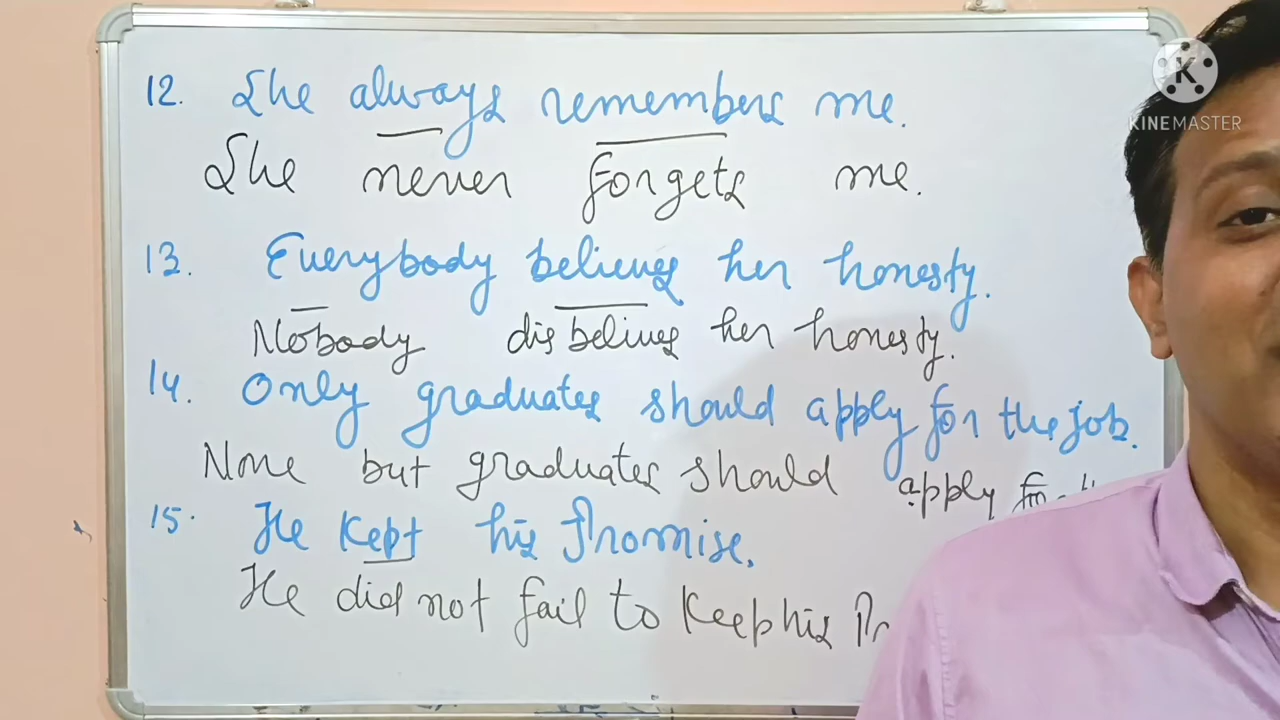 12. She always remembers me.
She never forgets me.
13. Everybody believes her honesty.
Nobody disbelives her honesty.
14. Only graduates should apply for the job.
None but graduates should apply for
15. He kept his Promise.
He did not fail to keep his
K
KINEMASTER